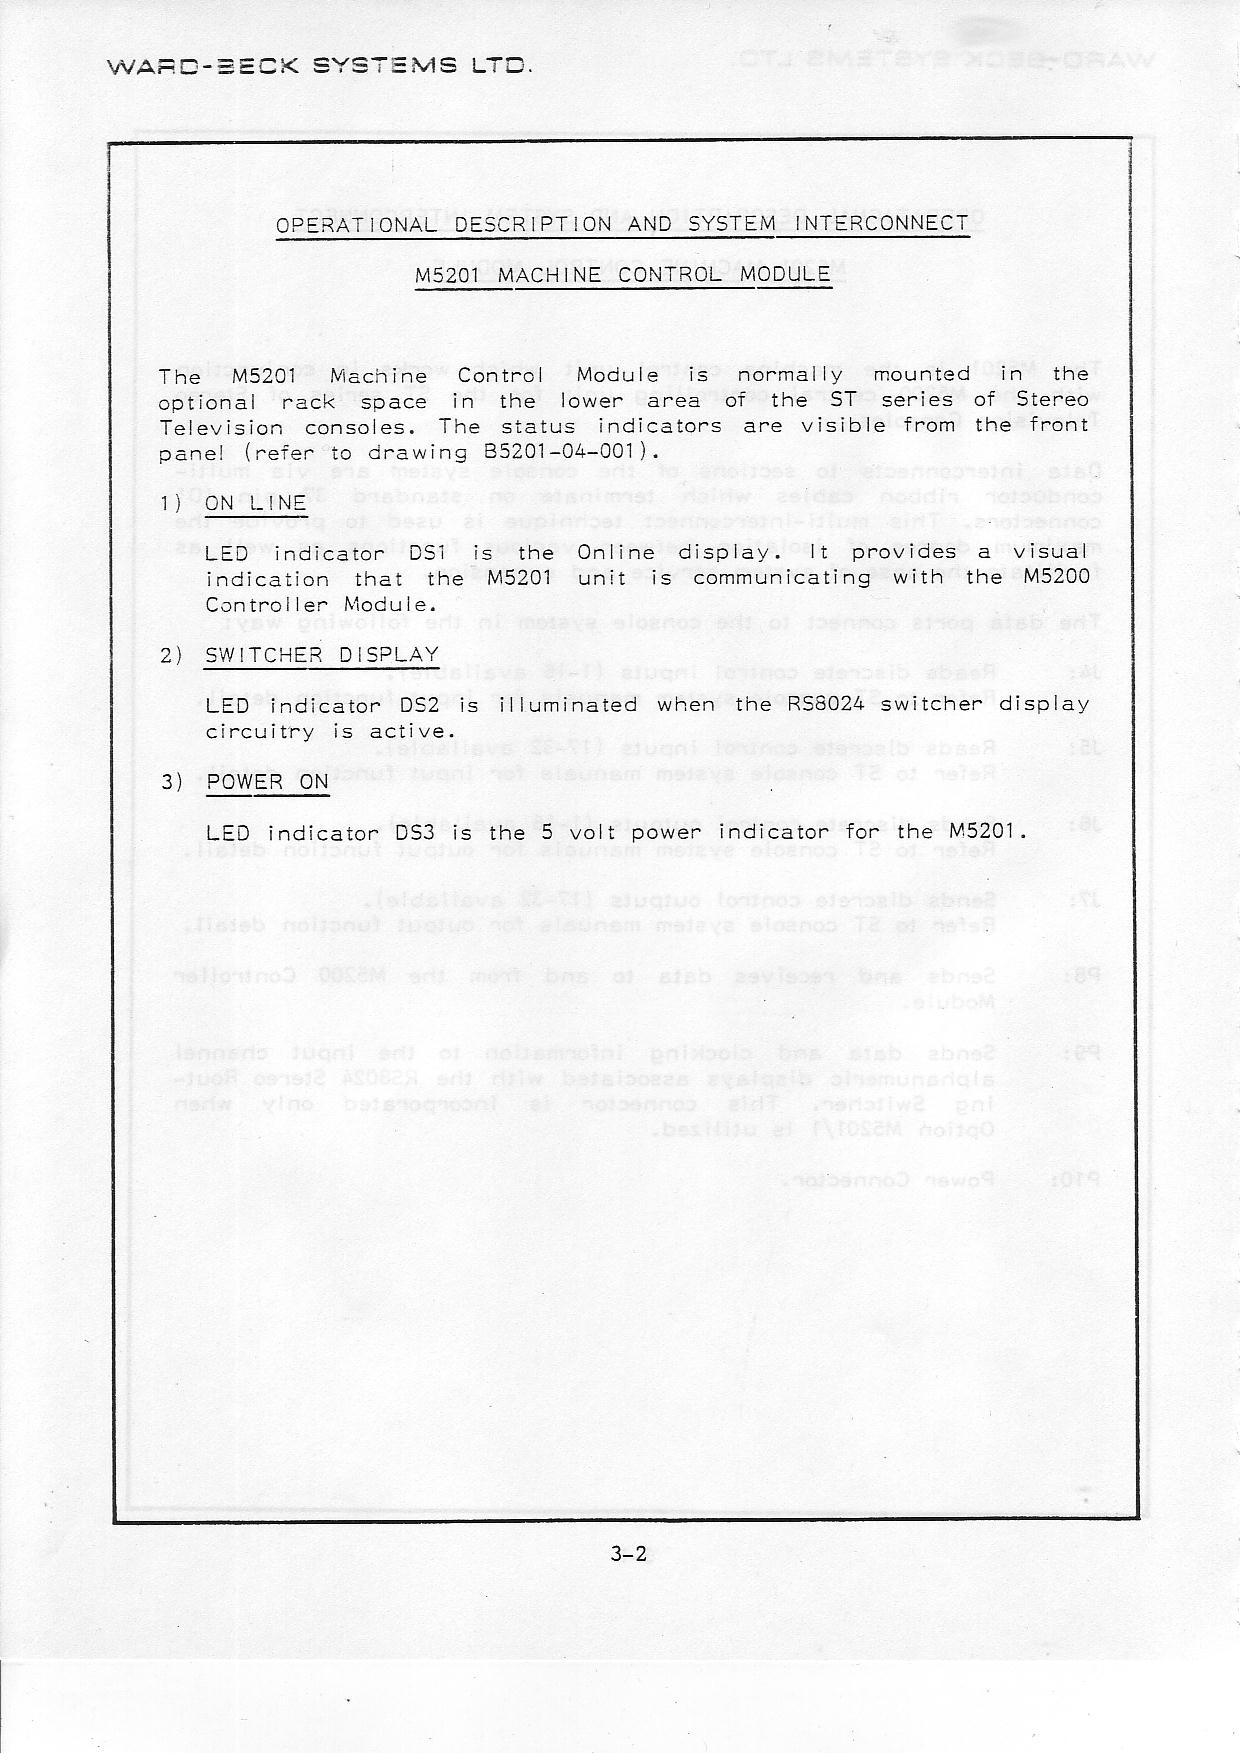 WARD-BECK SYSTEMS LTD.
OPERATIONAL DESCRIPTION AND SYSTEM INTERCONNECT
M5201 MACHINE CONTROL MODULE
The M5201 Machine Control Module is normally mounted in the
optional rack space in the lower area of the ST series of Stereo
Television consoles. The status indicators are visible from the front
panel (refer to drawing B5201-04-001).
1) ON LINE
LED indicator DS1 is the Online display. It provides a visual
indication that the M5201 unit is communicating with the M5200
Controller Module.
2) SWITCHER DISPLAY
LED indicator DS2 is illuminated when the RS8024 switcher display
circuitry is active.
3) POWER ON
LED indicator DS3 is the 5 volt power indicator for the M5201.
3-2